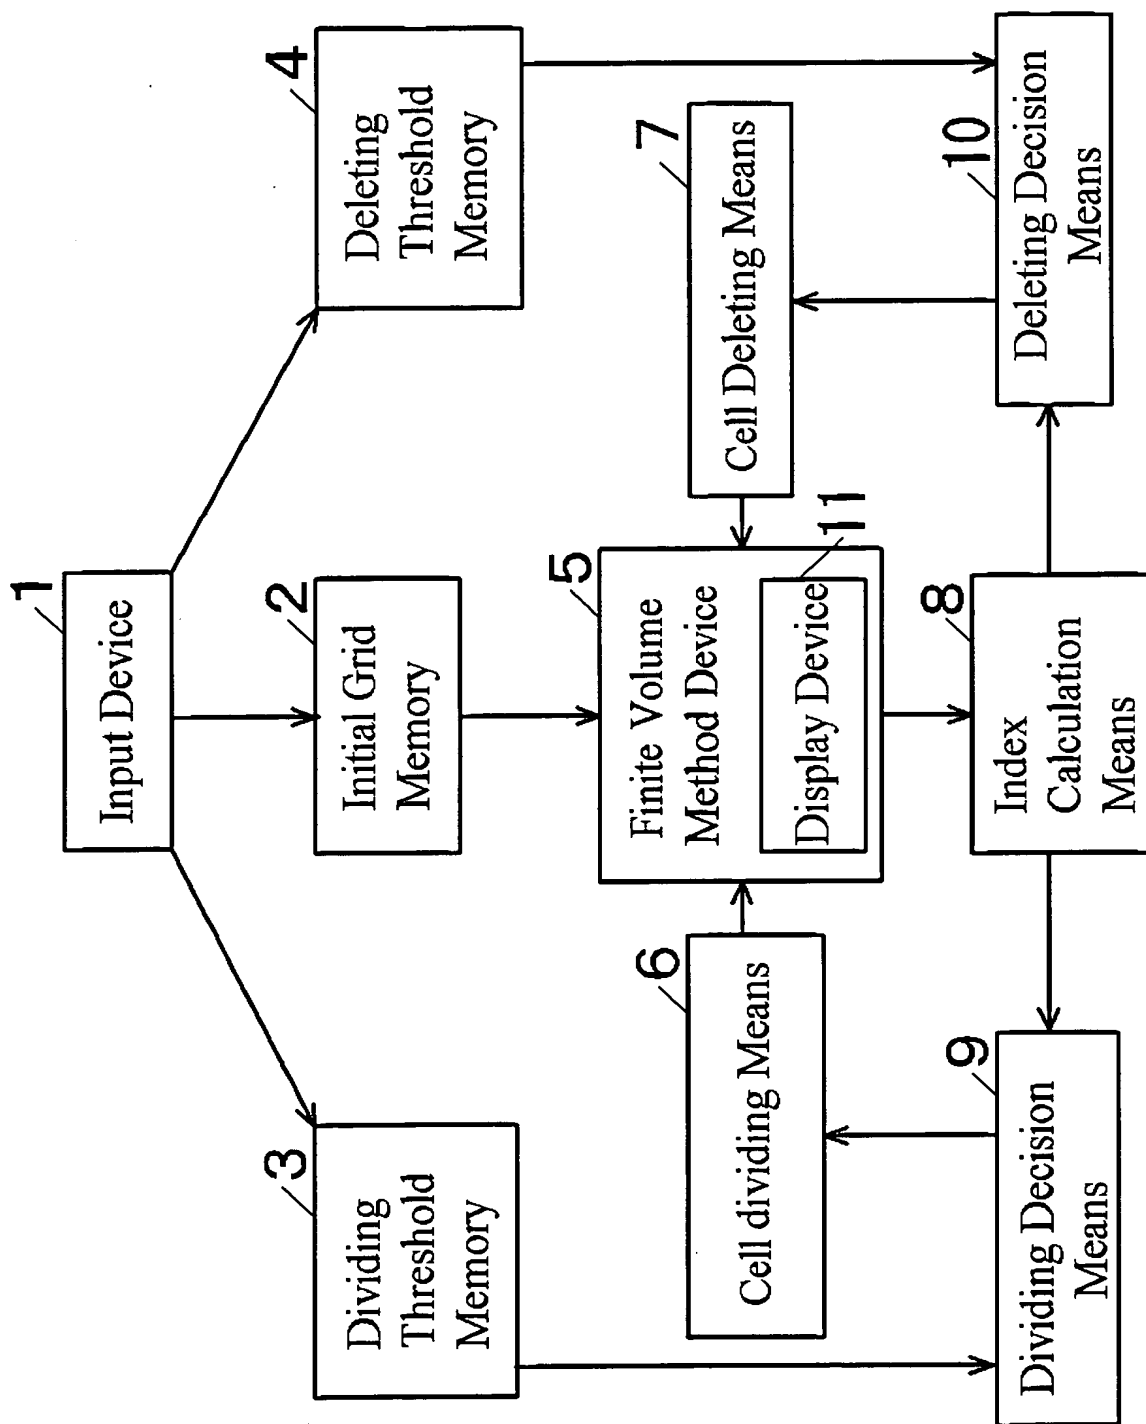 1
Input Device
3
Dividing
Threshold
Memory
2
Initial Grid
Memory
4
Deleting
Threshold
Memory
6
Cell dividing Means
5
Finite Volume
Method Device
11
Display Device
7
Cell Deleting Means
9
Dividing Decision
Means
8
Index
Calculation
Means
10
Deleting Decision
Means